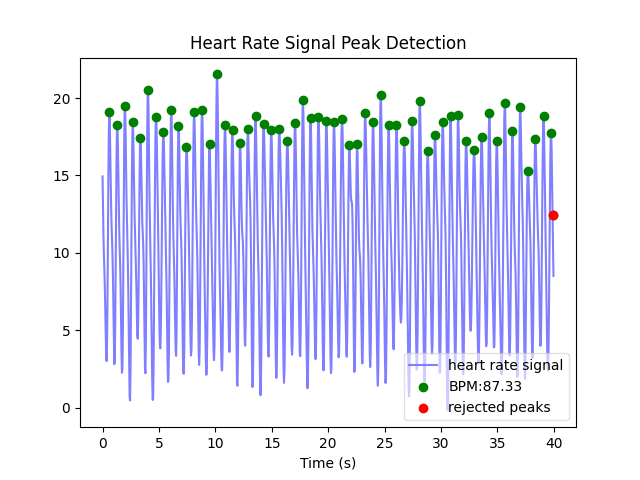 Heart Rate Signal Peak Detection
20
15
10
5
0
heart rate signal
BPM:87.33
rejected peaks
0 5 10 15 20 25 30 35 40
Time (s)